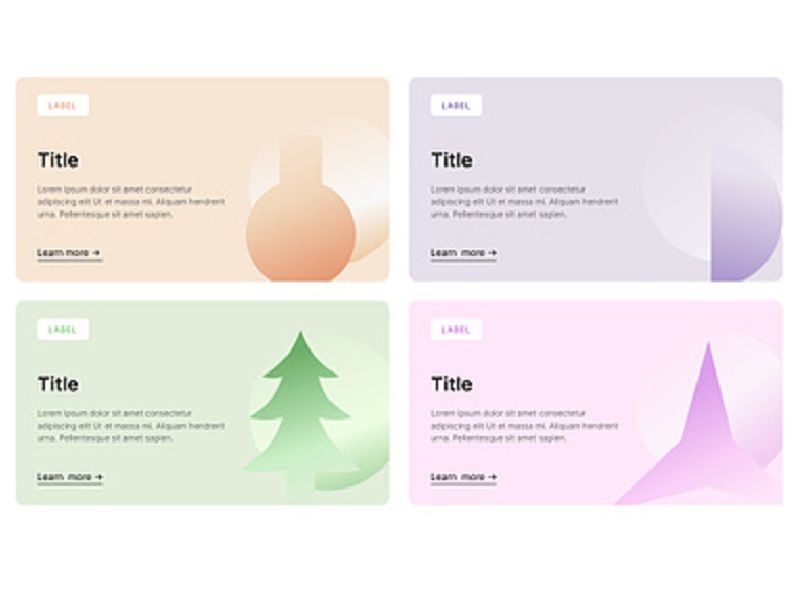 LABEL
Title
Lorem ipsum dolor sit amet consectetur
adipiscing elit Ut et massa mi. Aliquam hendrerit
urna. Pellentesque sit amet sapien.
Learn more →
LABEL
Title
Lorem ipsum dolor sit amet consectetur
adipiscing elit Ut et massa mi. Aliquam hendrerit
urna. Pellentesque sit amet sapien.
Learn more →
LABEL
Title
Lorem ipsum dolor sit amet consectetur
adipiscing elit Ut et massa mi. Aliquam hendrerit
urna. Pellentesque sit amet sapien.
Learn more →
LABEL
Title
Lorem ipsum dolor sit amet consectetur
adipiscing elit Ut et massa mi. Aliquam hendrerit
urna. Pellentesque sit amet sapien.
Learn more →